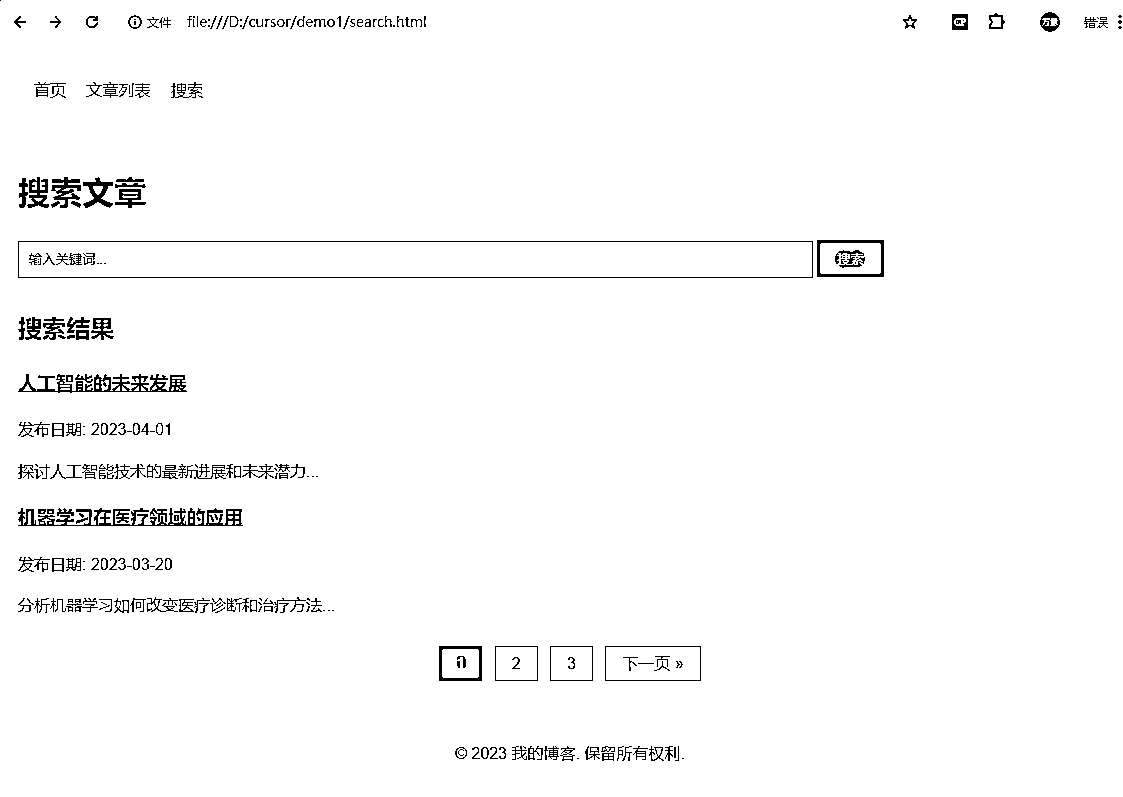 文件 file:///D:/cursor/demo1/search.html 错误
首页 文章列表 搜索
搜索文章
输入关键词... 搜索
搜索结果
人工智能的未来发展
发布日期: 2023-04-01
探讨人工智能技术的最新进展和未来潜力...
机器学习在医疗领域的应用
发布日期: 2023-03-20
分析机器学习如何改变医疗诊断和治疗方法...
1 2 3 下一页 »
© 2023 我的博客. 保留所有权利.